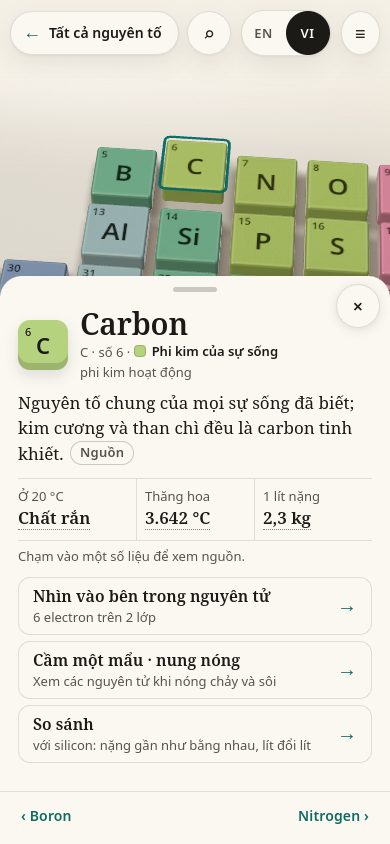 ← Tất cả nguyên tố
EN VI
5 B
6 C
7 N
8 O
9
13 Al
14 Si
15 P
16 S
30
31
6 C
Carbon
C · số 6 · Phi kim của sự sống
phi kim hoạt động
Nguyên tố chung của mọi sự sống đã biết;
kim cương và than chì đều là carbon tinh
khiết. Nguồn
Ở 20 °C
Chất rắn
Thăng hoa
3.642 °C
1 lít nặng
2,3 kg
Chạm vào một số liệu để xem nguồn.
Nhìn vào bên trong nguyên tử
6 electron trên 2 lớp
→
Cầm một mẩu · nung nóng
Xem các nguyên tử khi nóng chảy và sôi
→
So sánh
với silicon: nặng gần như bằng nhau, lít đổi lít
→
‹ Boron
Nitrogen ›